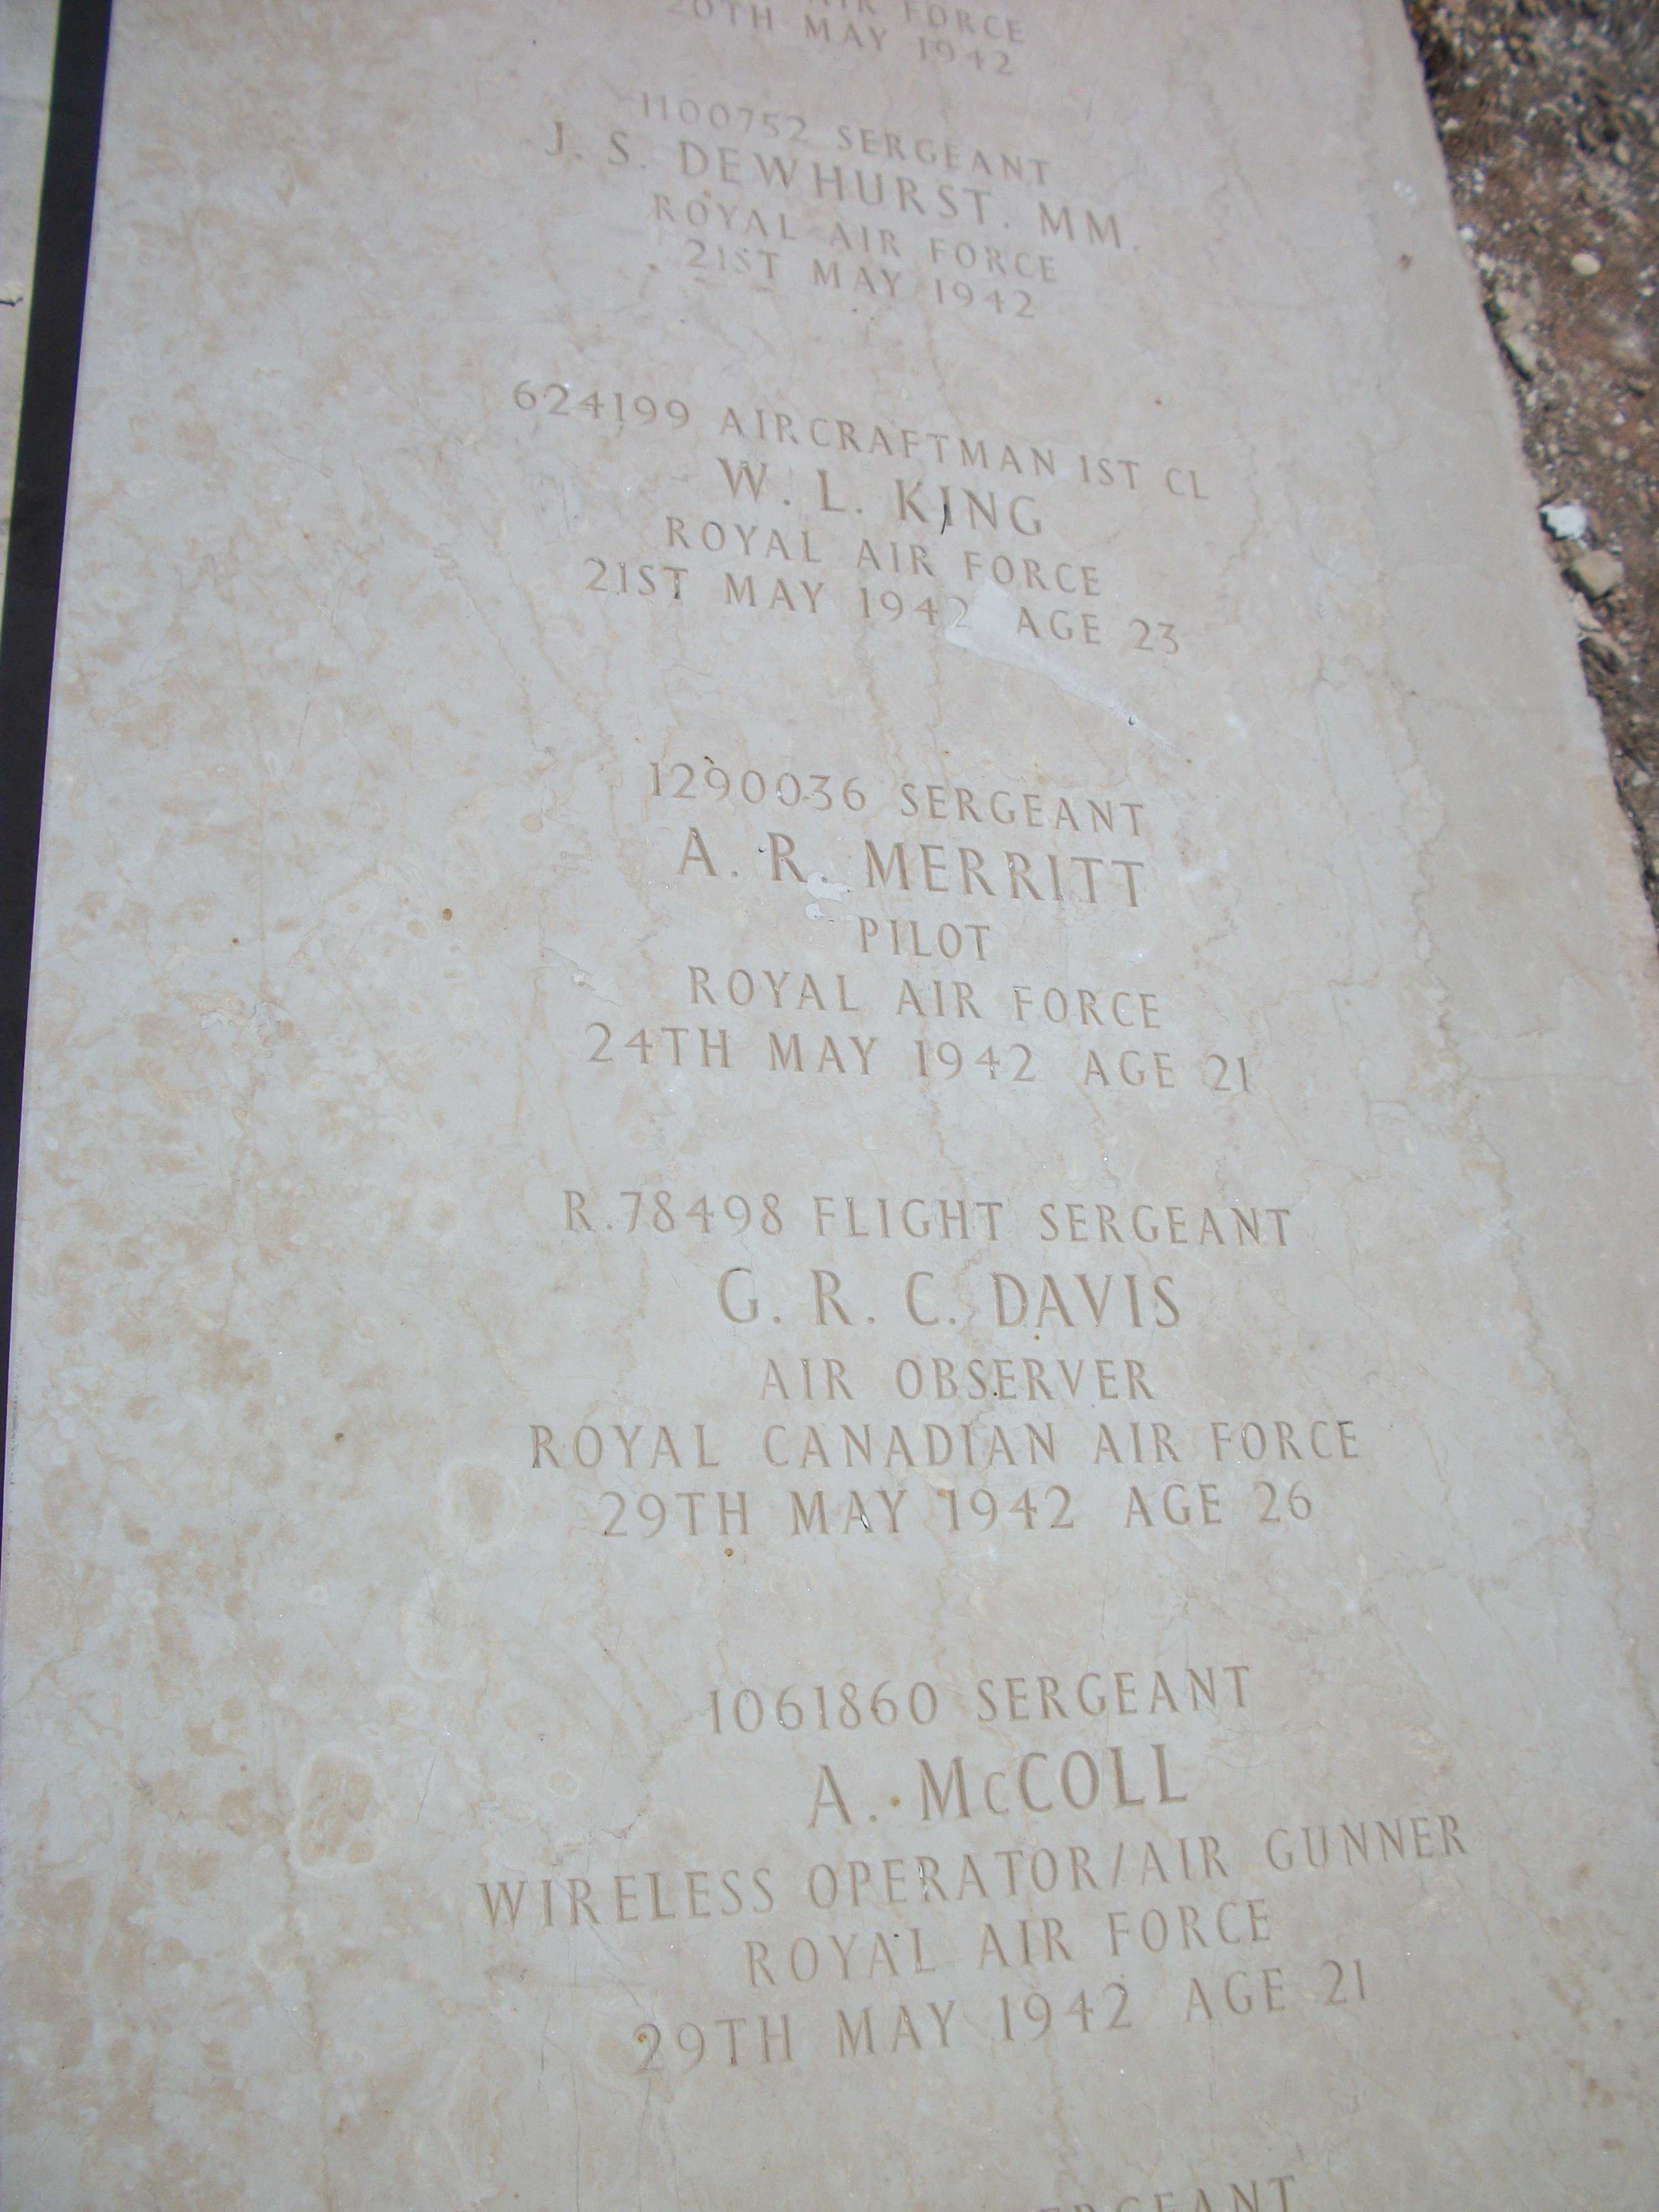 AIR FORCE
20TH MAY 1942
1100752 SERGEANT
J. S. DEWHURST. MM.
ROYAL AIR FORCE
21ST MAY 1942
624199 AIRCRAFTMAN 1ST CL
W. L. KING
ROYAL AIR FORCE
21ST MAY 1942 AGE 23
1290036 SERGEANT
A. R. MERRITT
PILOT
ROYAL AIR FORCE
24TH MAY 1942 AGE 21
R.78498 FLIGHT SERGEANT
G. R. C. DAVIS
AIR OBSERVER
ROYAL CANADIAN AIR FORCE
29TH MAY 1942 AGE 26
1061860 SERGEANT
A. McCOLL
WIRELESS OPERATOR/AIR GUNNER
ROYAL AIR FORCE
29TH MAY 1942 AGE 21